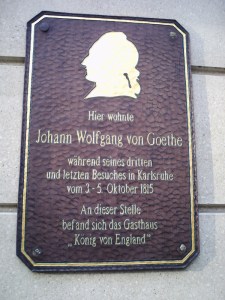 Hier wohnte
Johann Wolfgang von Goethe
während seines dritten
und letzten Besuches in Karlsruhe
vom 3.-5. Oktober 1815
An dieser Stelle
befand sich das Gasthaus
„König von England"